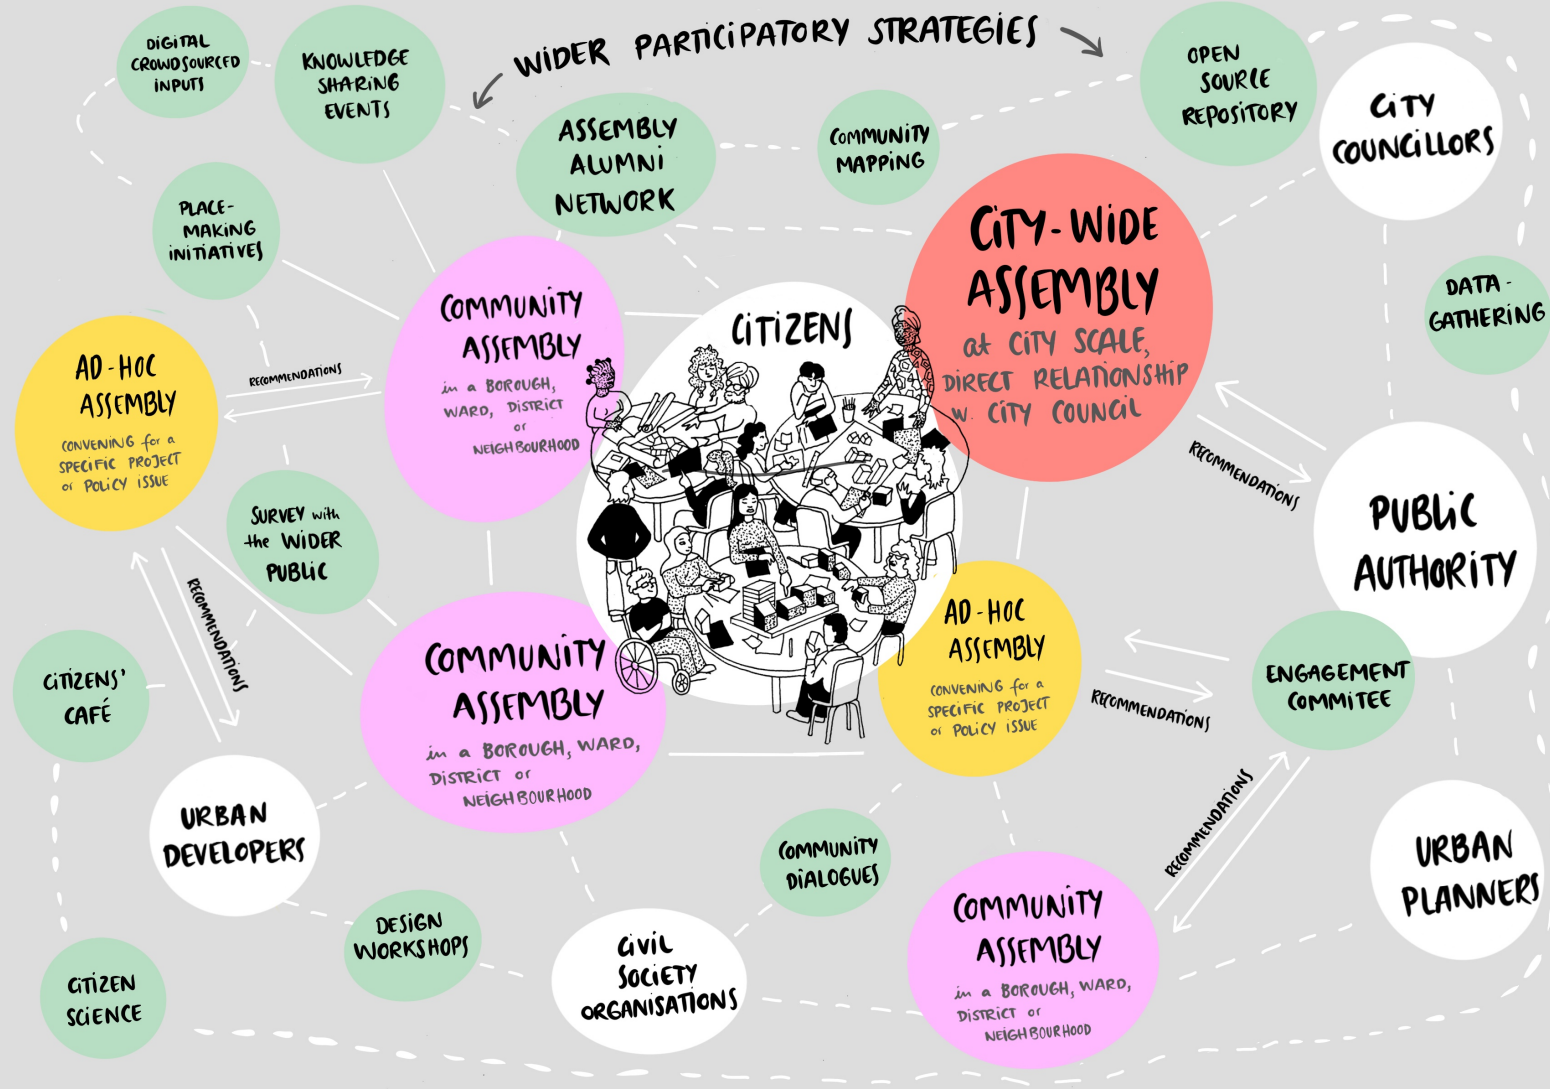 WIDER PARTICIPATORY STRATEGIES
DIGITAL
CROWDSOURCED
INPUTS
KNOWLEDGE
SHARING
EVENTS
ASSEMBLY
ALUMNI
NETWORK
COMMUNITY
MAPPING
OPEN
SOURCE
REPOSITORY
CITY
COUNCILLORS
PLACE-
MAKING
INITIATIVES
COMMUNITY
ASSEMBLY
in a BOROUGH,
WARD, DISTRICT
or
NEIGHBOURHOOD
CITIZENS
CITY-WIDE
ASSEMBLY
at CITY SCALE,
DIRECT RELATIONSHIP
W. CITY COUNCIL
DATA-
GATHERING
AD-HOC
ASSEMBLY
CONVENING for a
SPECIFIC PROJECT
or POLICY ISSUE
RECOMMENDATIONS
RECOMMENDATIONS
PUBLIC
AUTHORITY
SURVEY with
the WIDER
PUBLIC
RECOMMENDATIONS
CITIZENS'
CAFÉ
COMMUNITY
ASSEMBLY
in a BOROUGH, WARD,
DISTRICT or
NEIGHBOURHOOD
AD-HOC
ASSEMBLY
CONVENING for a
SPECIFIC PROJECT
or POLICY ISSUE
RECOMMENDATIONS
ENGAGEMENT
COMMITEE
RECOMMENDATIONS
URBAN
DEVELOPERS
COMMUNITY
DIALOGUES
URBAN
PLANNERS
DESIGN
WORKSHOPS
CIVIL
SOCIETY
ORGANISATIONS
COMMUNITY
ASSEMBLY
in a BOROUGH, WARD,
DISTRICT or
NEIGHBOURHOOD
CITIZEN
SCIENCE